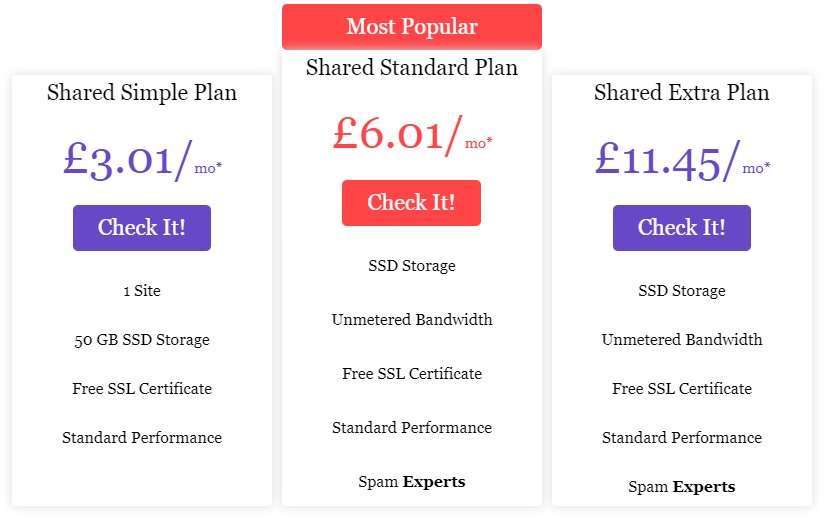 Shared Simple Plan
£3.01/mo*
Check It!
1 Site
50 GB SSD Storage
Free SSL Certificate
Standard Performance
Most Popular
Shared Standard Plan
£6.01/mo*
Check It!
SSD Storage
Unmetered Bandwidth
Free SSL Certificate
Standard Performance
Spam Experts
Shared Extra Plan
£11.45/mo*
Check It!
SSD Storage
Unmetered Bandwidth
Free SSL Certificate
Standard Performance
Spam Experts